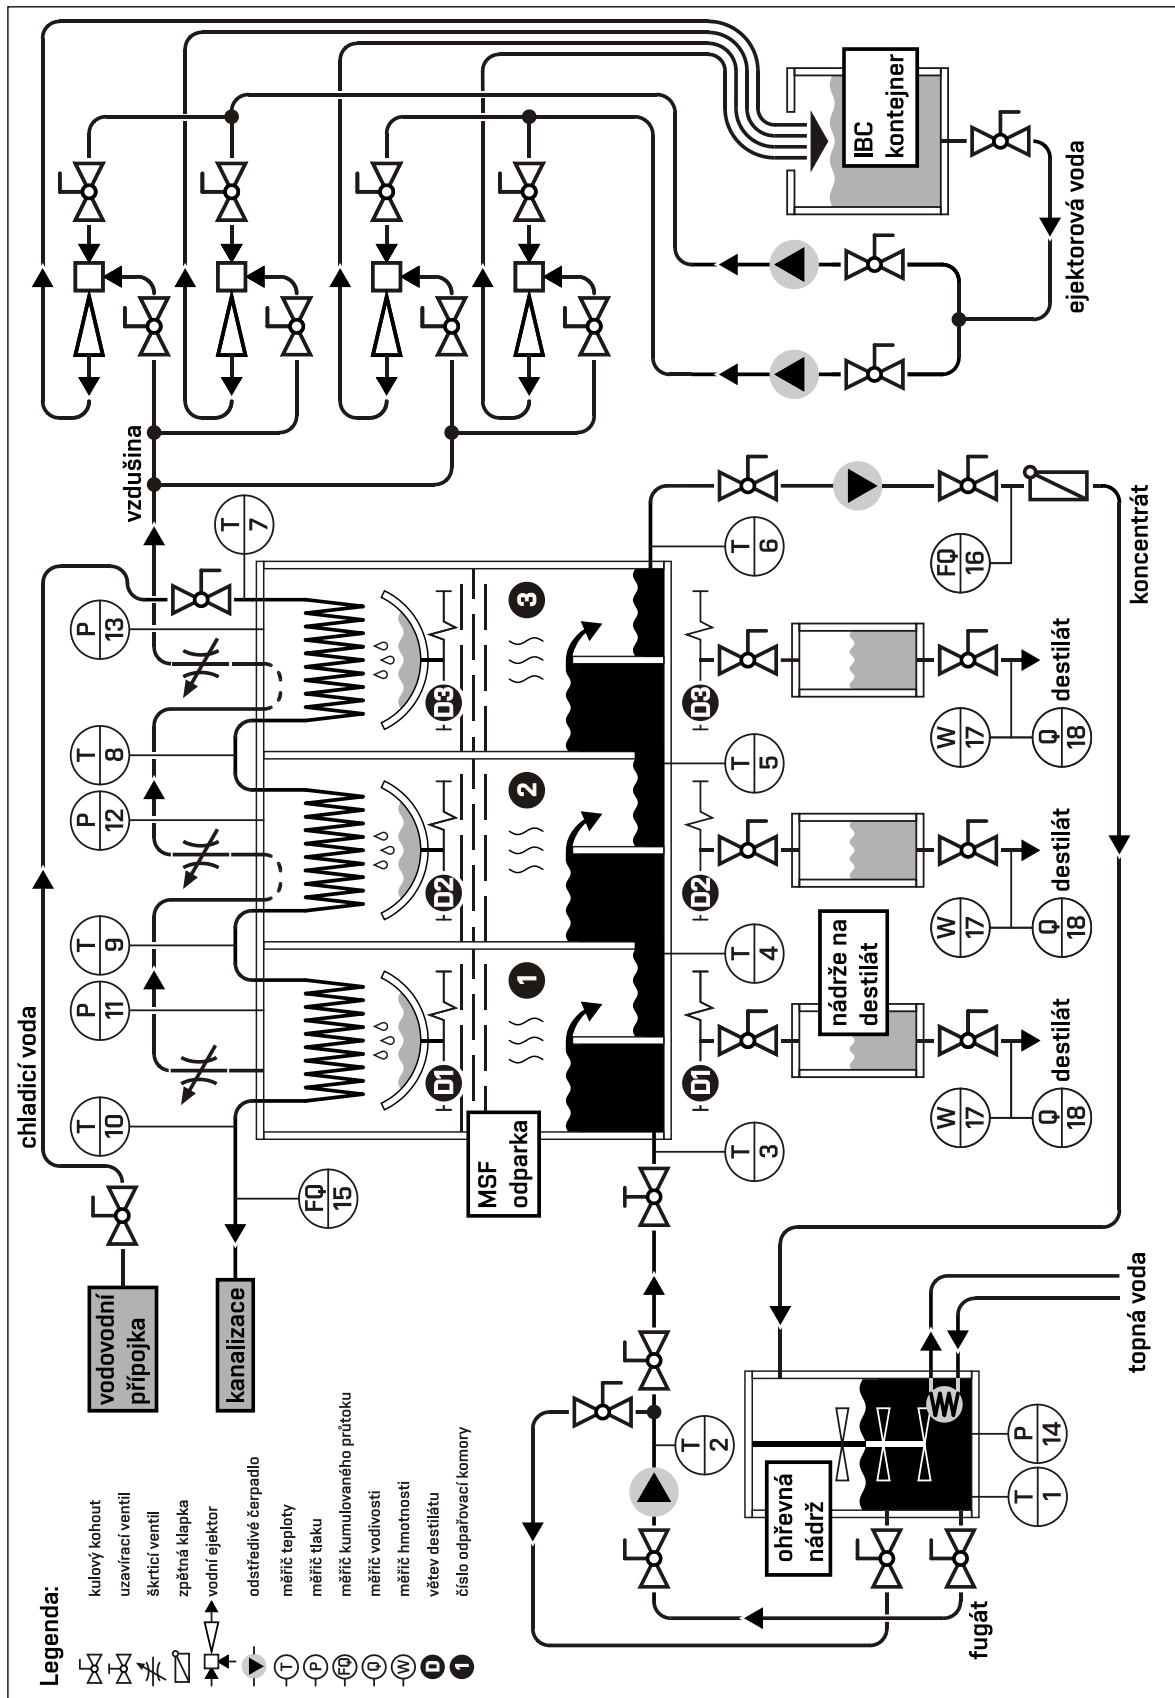 Legenda:
kulový kohout
uzavírací ventil
škrticí ventil
zpětná klapka
vodní ejektor
odstředivé čerpadlo
T
měřič teploty
P
měřič tlaku
FQ
měřič kumulovaného průtoku
Q
měřič vodivosti
W
měřič hmotnosti
D
větev destilátu
1
číslo odpařovací komory
vodovodní
přípojka
kanalizace
chladicí voda
vzdušina
T
10
P
11
T
9
P
12
T
8
P
13
T
7
FQ
15
D1
D2
D3
1
2
3
MSF
odparka
T
3
T
4
T
5
T
6
D1
D2
D3
nádrže na
destilát
W
17
Q
18
destilát
W
17
Q
18
destilát
W
17
Q
18
destilát
FQ
16
koncentrát
IBC
kontejner
ejektorová voda
T
2
ohřevná
nádrž
T
1
P
14
fugát
topná voda